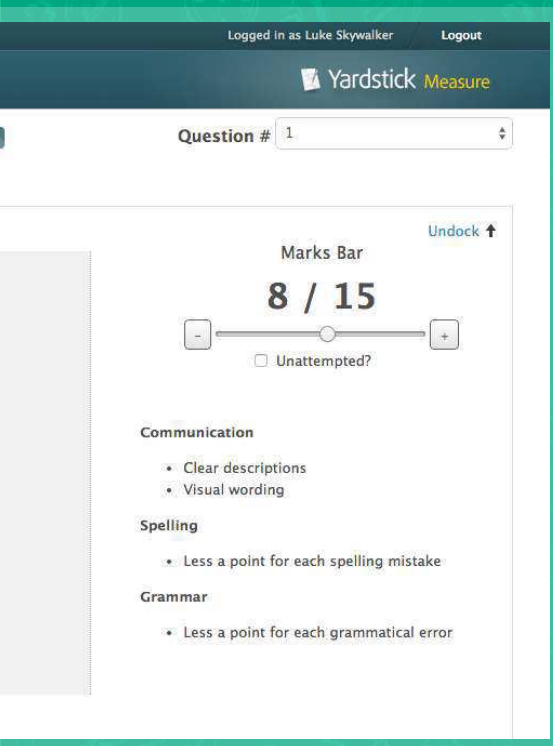 Logged in as Luke Skywalker Logout
Yardstick Measure
Question # 1
Undock
Marks Bar
8 / 15
- +
Unattempted?
Communication
• Clear descriptions
• Visual wording
Spelling
• Less a point for each spelling mistake
Grammar
• Less a point for each grammatical error